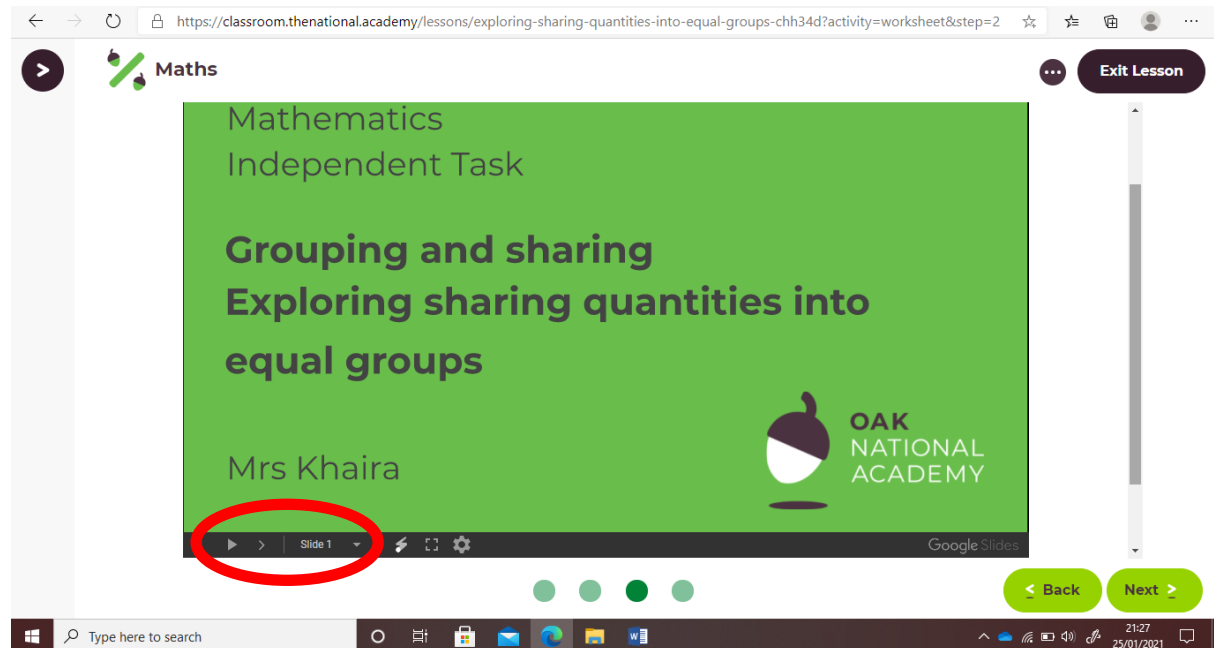 https://classroom.thenational.academy/lessons/exploring-sharing-quantities-into-equal-groups-chh34d?activity=worksheet&step=2
Maths
Exit Lesson
Mathematics
Independent Task
Grouping and sharing
Exploring sharing quantities into
equal groups
OAK
NATIONAL
ACADEMY
Mrs Khaira
Slide 1
Google Slides
< Back
Next >
Type here to search
21:27
25/01/2021